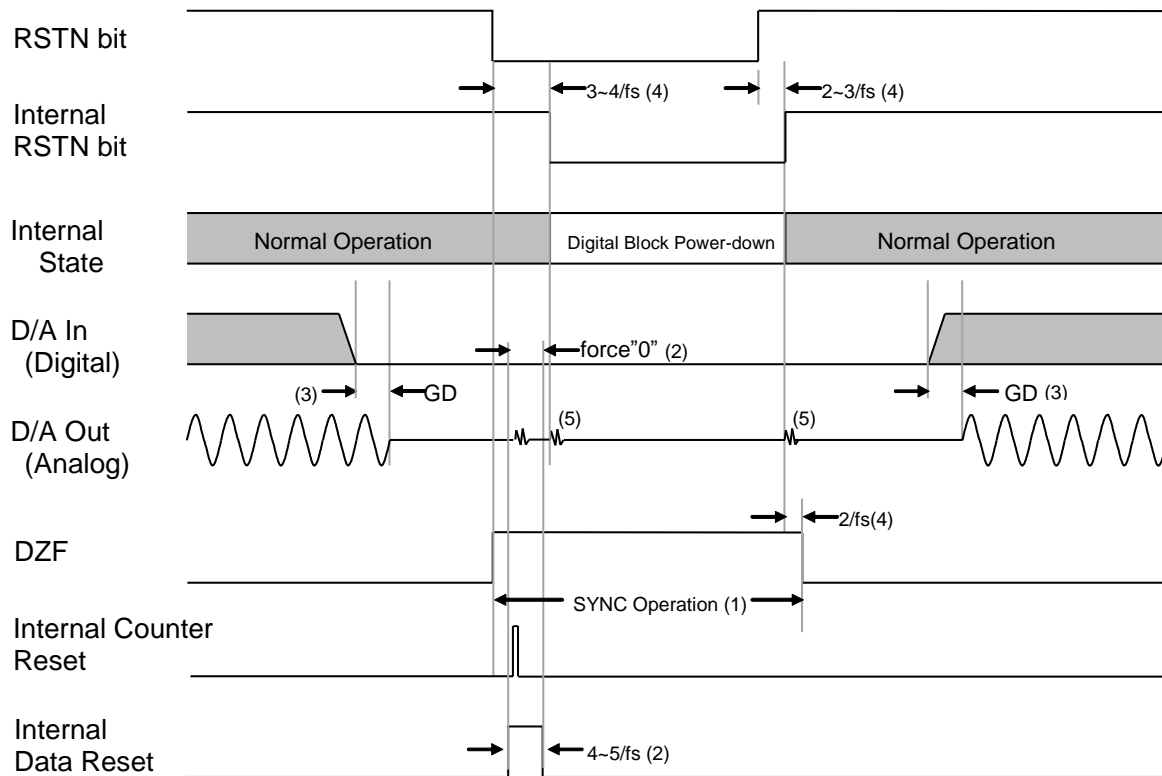 RSTN bit
3~4/fs (4)
2~3/fs (4)
Internal
RSTN bit
Internal
State
Normal Operation
Digital Block Power-down
Normal Operation
D/A In
(Digital)
force”0” (2)
(3)
GD
GD (3)
D/A Out
(Analog)
(5)
(5)
2/fs(4)
DZF
SYNC Operation (1)
Internal Counter
Reset
Internal
Data Reset
4~5/fs (2)